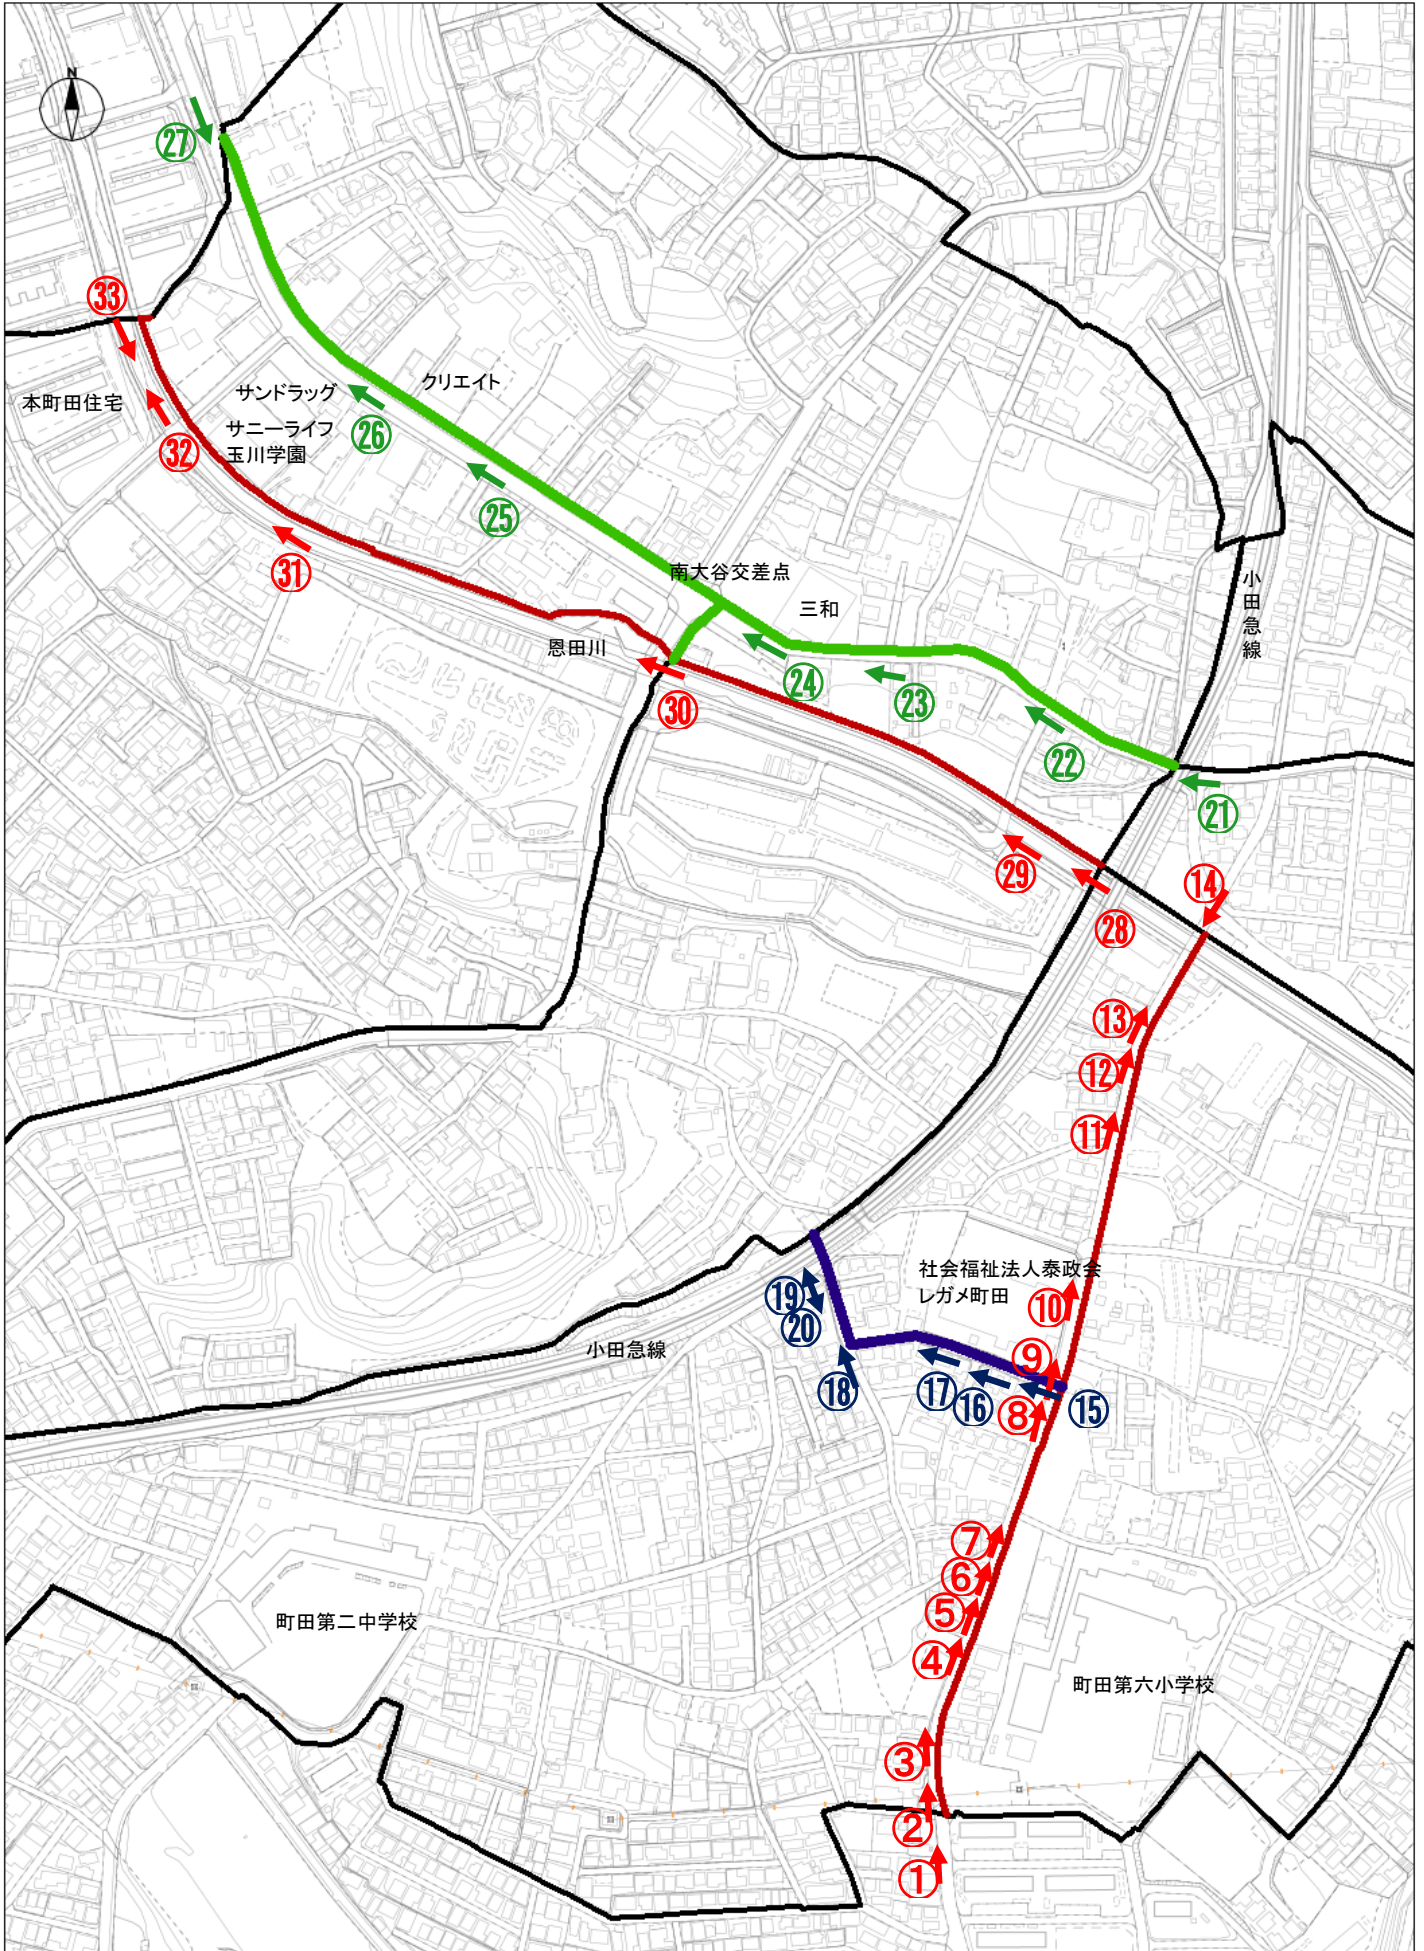 N
㉗
㉝
サンドラッグ
クリエイト
本町田住宅
サニーライフ
玉川学園
㉖
㉜
㉕
㉛
南大谷交差点
三和
小田急線
恩田川
㉔
㉓
㉚
㉒
㉑
㉙
⑭
㉘
⑬
⑫
⑪
社会福祉法人泰政会
レガメ町田
⑲
⑩
⑳
小田急線
⑨
⑱
⑰
⑯
⑧
⑮
⑦
⑥
⑤
町田第二中学校
④
町田第六小学校
③
②
①